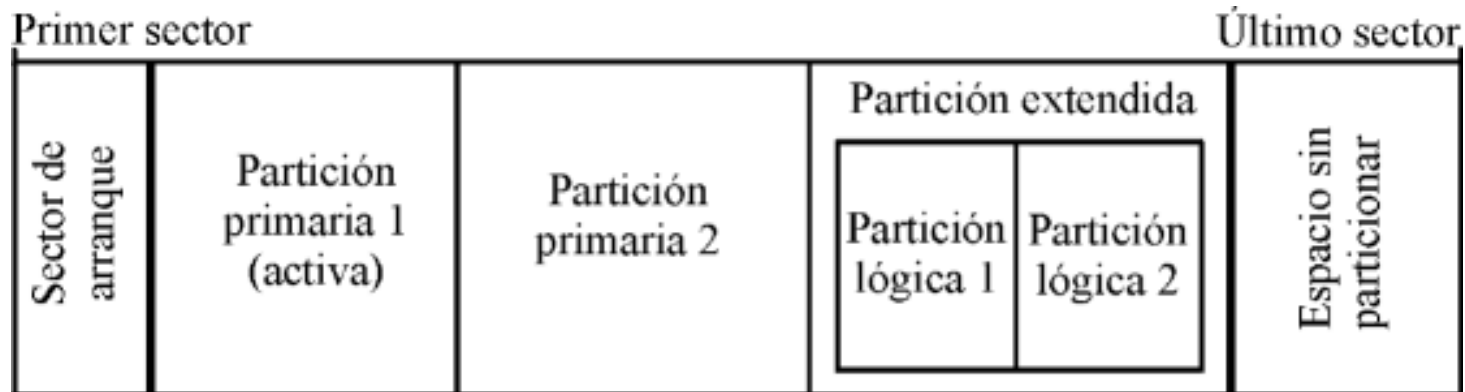 Primer sector
Último sector
Sector de
arranque
Partición
primaria 1
(activa)
Partición
primaria 2
Partición extendida
Partición
lógica 1
Partición
lógica 2
Espacio sin
particionar